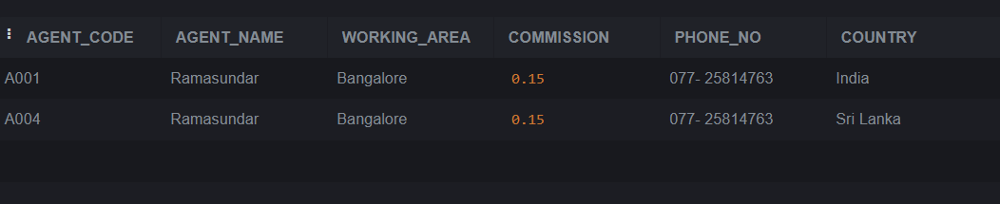 AGENT_CODE AGENT_NAME WORKING_AREA COMMISSION PHONE_NO COUNTRY
A001 Ramasundar Bangalore 0.15 077- 25814763 India
A004 Ramasundar Bangalore 0.15 077- 25814763 Sri Lanka